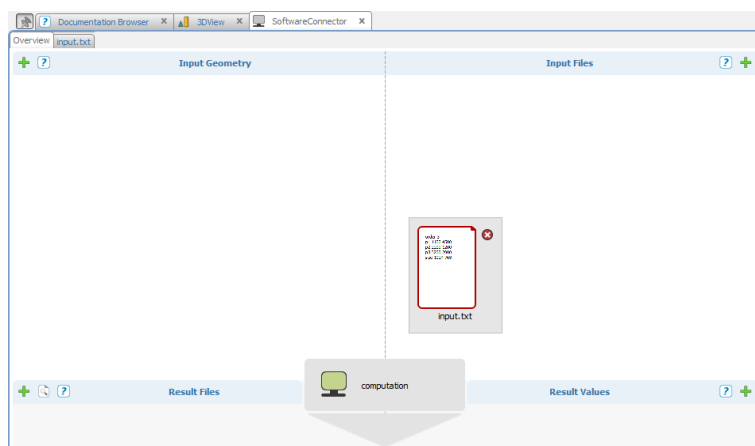 Documentation Browser
3DView
SoftwareConnector
Overview
input.txt
Input Geometry
Input Files
input.txt
computation
Result Files
Result Values